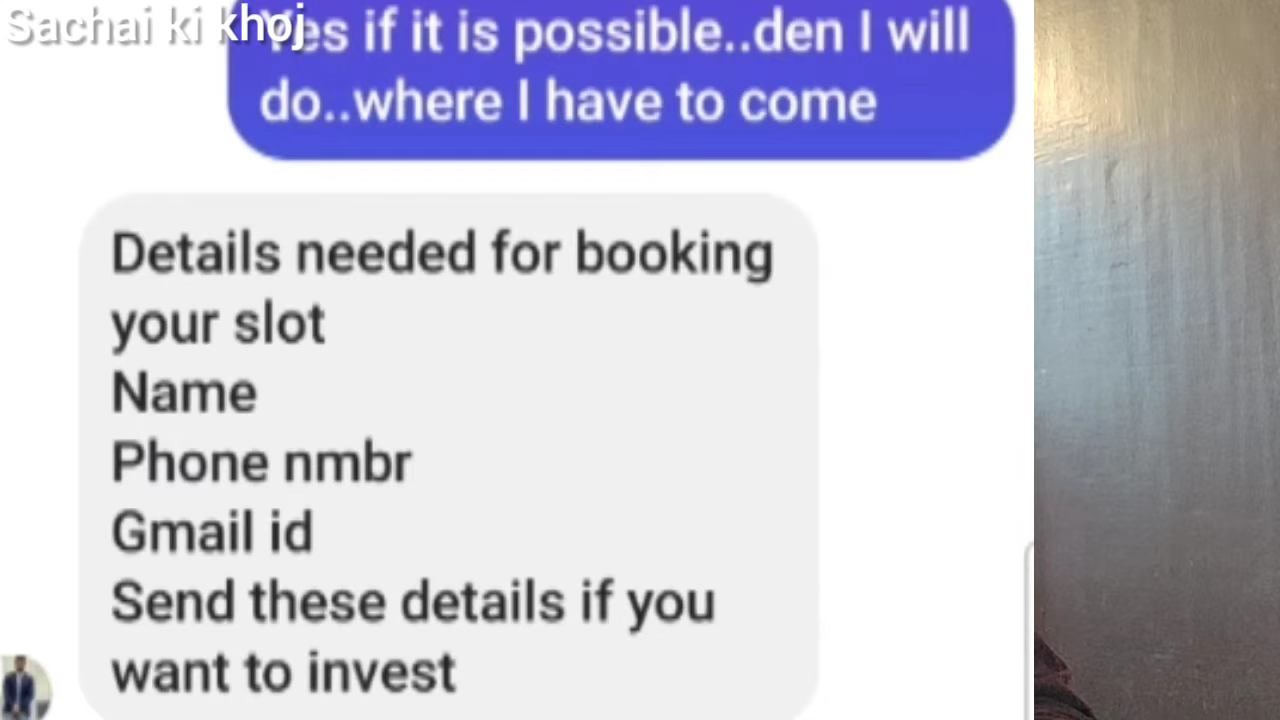 Sachai ki khoj
Yes if it is possible..den I will
do..where I have to come
Details needed for booking
your slot
Name
Phone nmbr
Gmail id
Send these details if you
want to invest